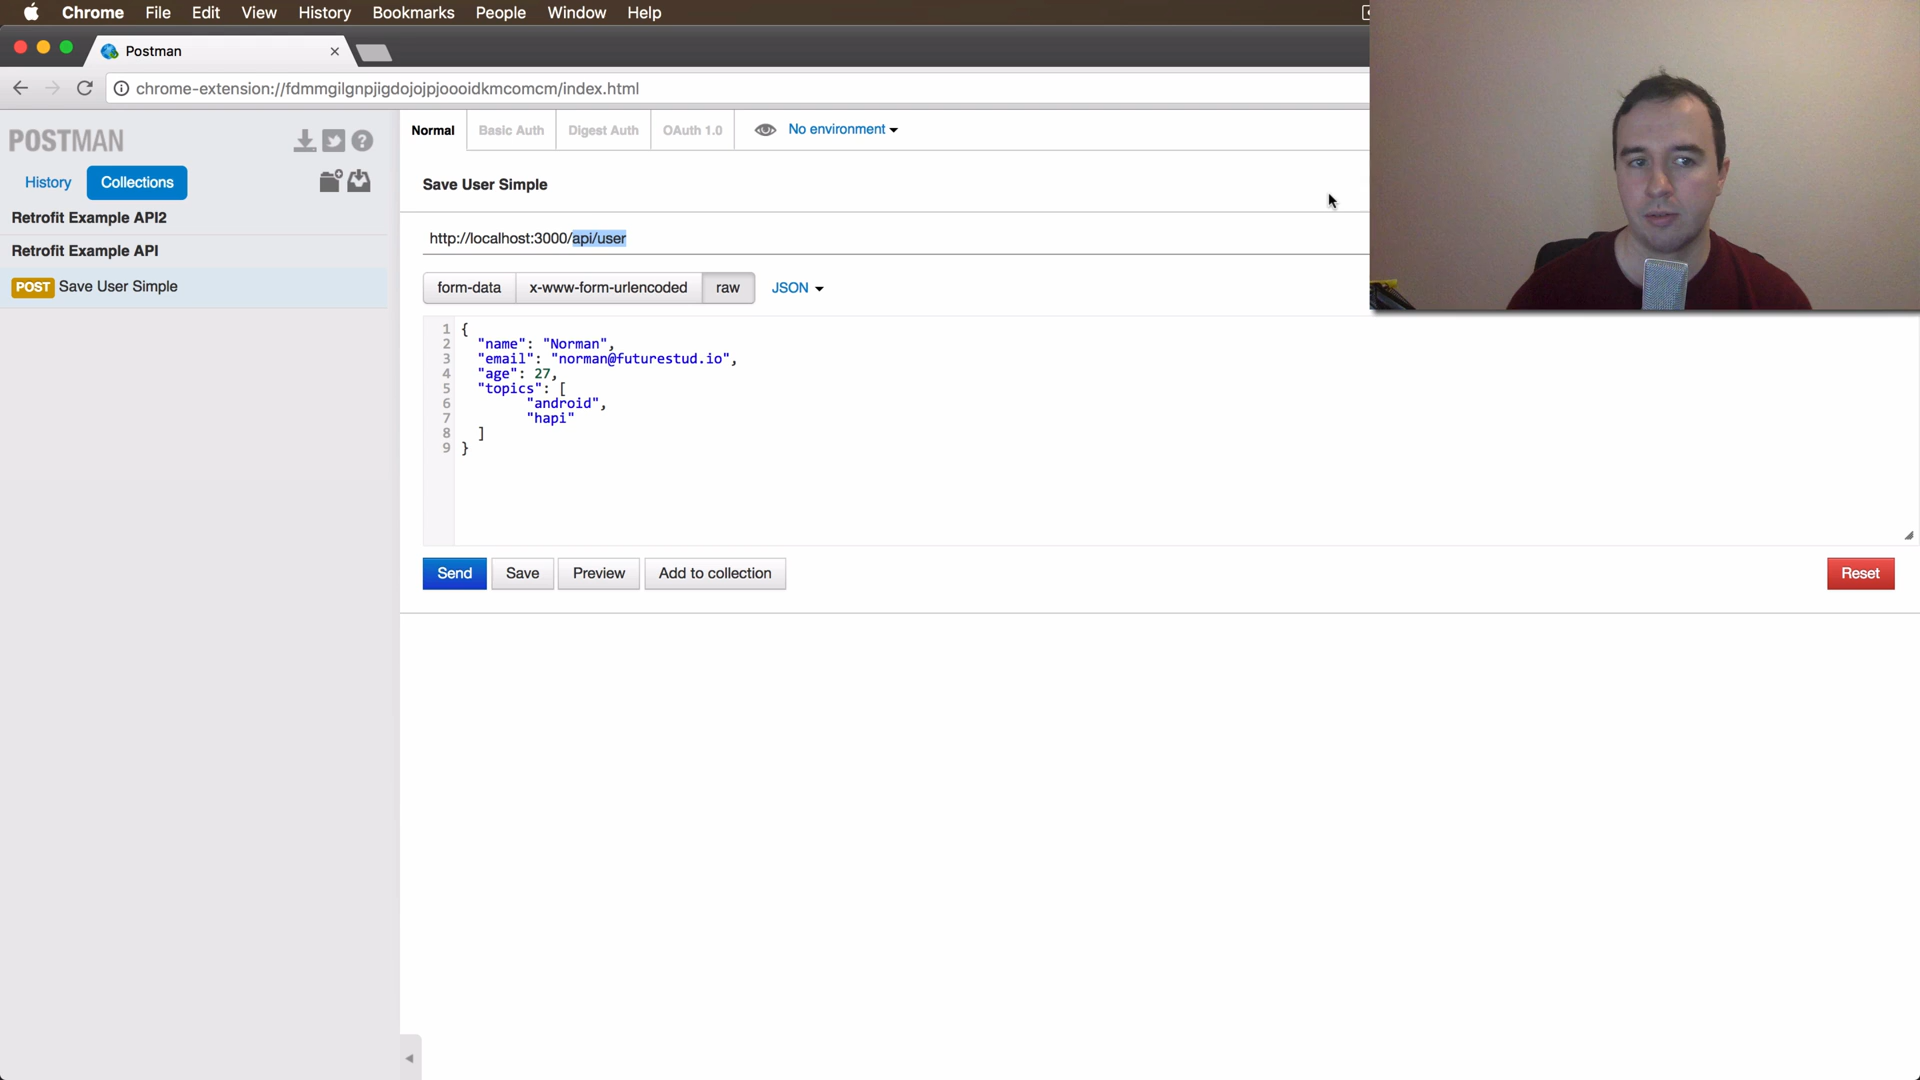 Chrome File Edit View History Bookmarks People Window Help
Postman
chrome-extension://fdmmgilgnpjigdojojpjoooidkmcomcm/index.html
POSTMAN
History Collections
Retrofit Example API2
Retrofit Example API
POST Save User Simple
Normal Basic Auth Digest Auth OAuth 1.0 No environment
Save User Simple
http://localhost:3000/api/user
form-data x-www-form-urlencoded raw JSON
1 {
2 "name": "Norman",
3 "email": "norman@futurestud.io",
4 "age": 27,
5 "topics": [
6 "android",
7 "hapi"
8 ]
9 }
Send Save Preview Add to collection Reset